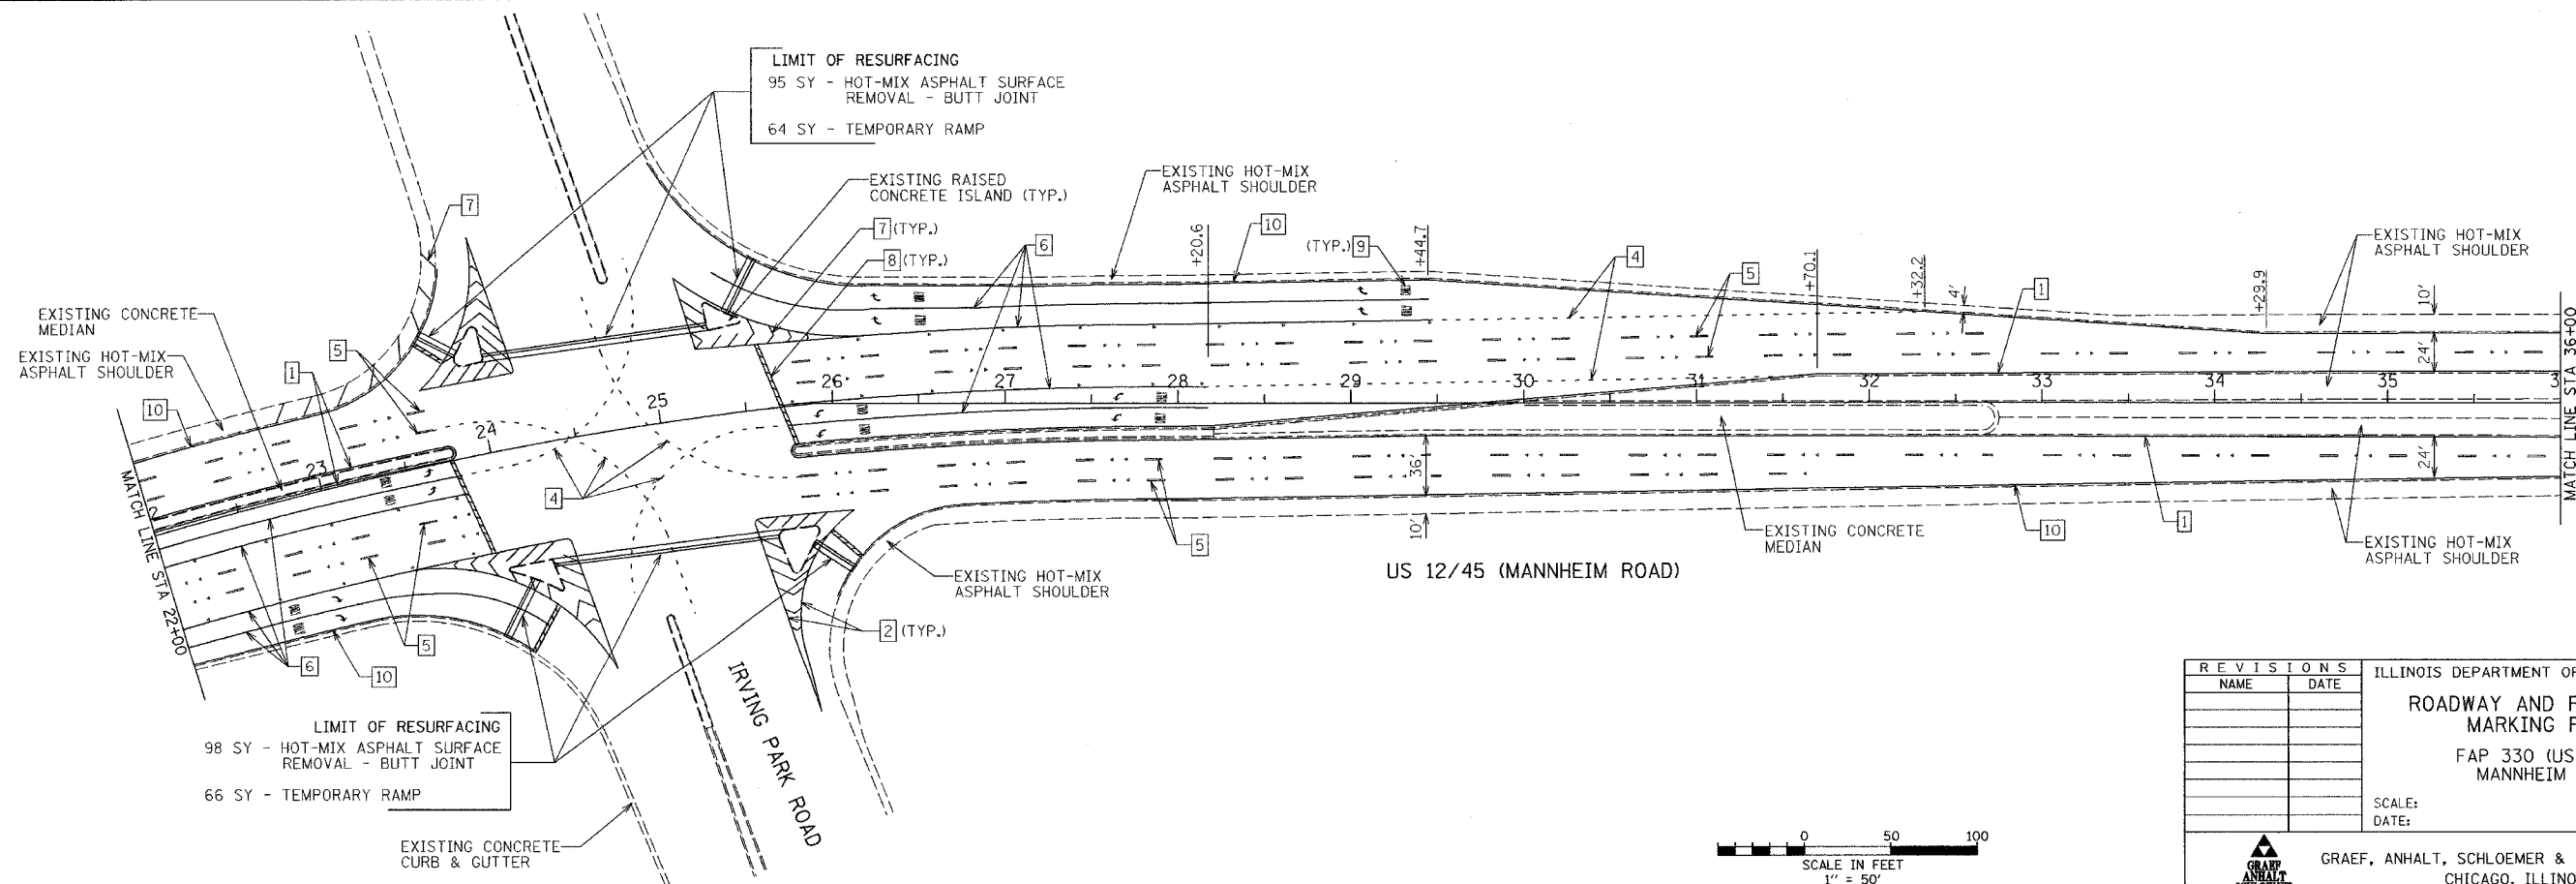 LIMIT OF RESURFACING
95 SY - HOT-MIX ASPHALT SURFACE
REMOVAL - BUTT JOINT
64 SY - TEMPORARY RAMP
EXISTING RAISED
CONCRETE ISLAND (TYP.)
7 (TYP.)
8 (TYP.)
7
6
EXISTING HOT-MIX
ASPHALT SHOULDER
10
+20.6
(TYP.) 9
+44.7
4
5
+70.1
+32.2
4'
1
+29.9
EXISTING HOT-MIX
ASPHALT SHOULDER
10'
24'
24'
MATCH LINE STA 36+00
EXISTING CONCRETE
MEDIAN
EXISTING HOT-MIX
ASPHALT SHOULDER
10
1
5
MATCH LINE STA 22+00
23
24
25
26
27
28
29
30
31
32
33
34
35
ONLY
4
36'
10'
5
EXISTING CONCRETE
MEDIAN
10
1
EXISTING HOT-MIX
ASPHALT SHOULDER
US 12/45 (MANNHEIM ROAD)
EXISTING HOT-MIX
ASPHALT SHOULDER
2 (TYP.)
6
10
5
LIMIT OF RESURFACING
98 SY - HOT-MIX ASPHALT SURFACE
REMOVAL - BUTT JOINT
66 SY - TEMPORARY RAMP
EXISTING CONCRETE
CURB & GUTTER
IRVING PARK ROAD
0 50 100
SCALE IN FEET
1" = 50'
REVISIONS
NAME DATE
ILLINOIS DEPARTMENT OF
ROADWAY AND
MARKING
FAP 330 (US
MANNHEIM
SCALE:
DATE:
GRAEF
ANHALT
GRAEF, ANHALT, SCHLOEMER &
CHICAGO, ILLINO